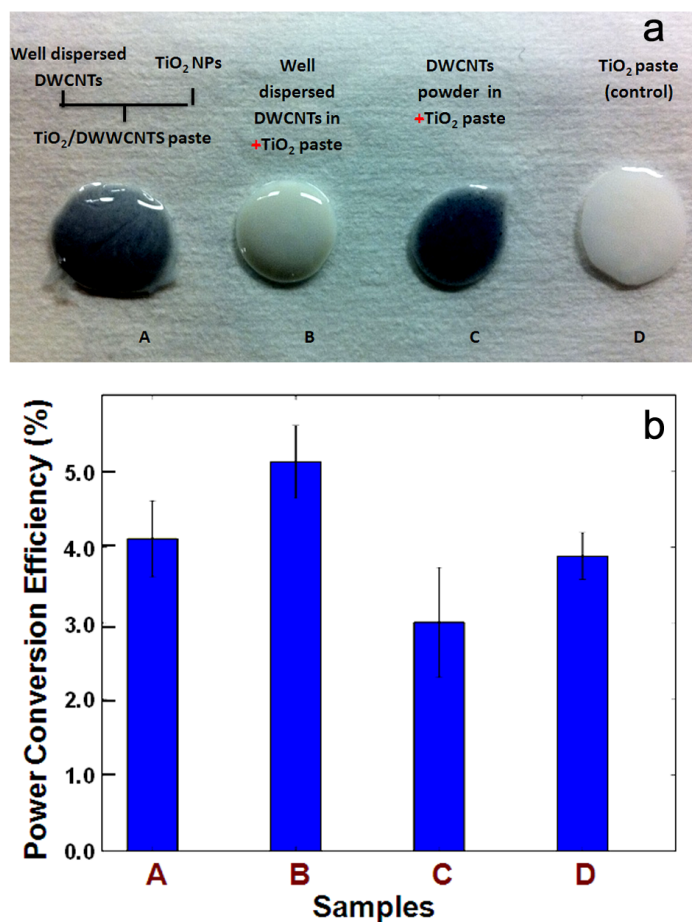 a
Well dispersed
DWCNTs
TiO₂ NPs
TiO₂/DWWCNTS paste
Well
dispersed
DWCNTs in
+TiO₂ paste
DWCNTs
powder in
+TiO₂ paste
TiO₂ paste
(control)
A
B
C
D
b
Power Conversion Efficiency (%)
5.0
4.0
3.0
2.0
1.0
0.0
A
B
C
D
Samples